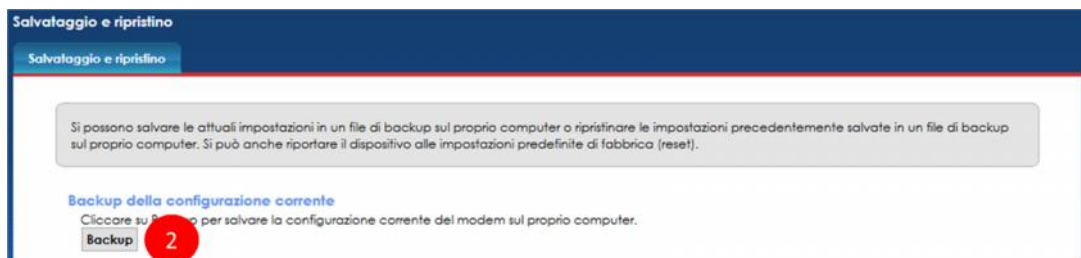 Salvataggio e ripristino
Salvataggio e ripristino
Si possono salvare le attuali impostazioni in un file di backup sul proprio computer o ripristinare le impostazioni precedentemente salvate in un file di backup
sul proprio computer. Si può anche riportare il dispositivo alle impostazioni predefinite di fabbrica (reset).
Backup della configurazione corrente
Cliccare su per salvare la configurazione corrente del modem sul proprio computer.
Backup 2